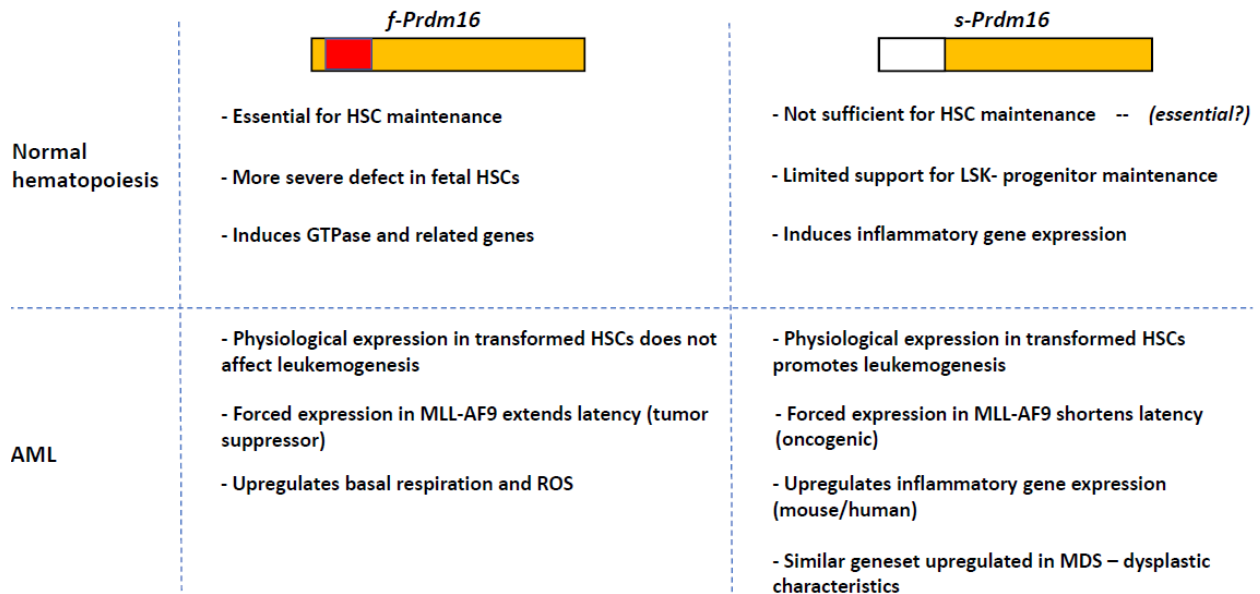 f-Prdm16
s-Prdm16
Normal
hematopoiesis
- Essential for HSC maintenance
- More severe defect in fetal HSCs
- Induces GTPase and related genes
- Not sufficient for HSC maintenance -- (essential?)
- Limited support for LSK- progenitor maintenance
- Induces inflammatory gene expression
AML
- Physiological expression in transformed HSCs does not
affect leukemogenesis
- Forced expression in MLL-AF9 extends latency (tumor
suppressor)
- Upregulates basal respiration and ROS
- Physiological expression in transformed HSCs
promotes leukemogenesis
- Forced expression in MLL-AF9 shortens latency
(oncogenic)
- Upregulates inflammatory gene expression
(mouse/human)
- Similar geneset upregulated in MDS – dysplastic
characteristics